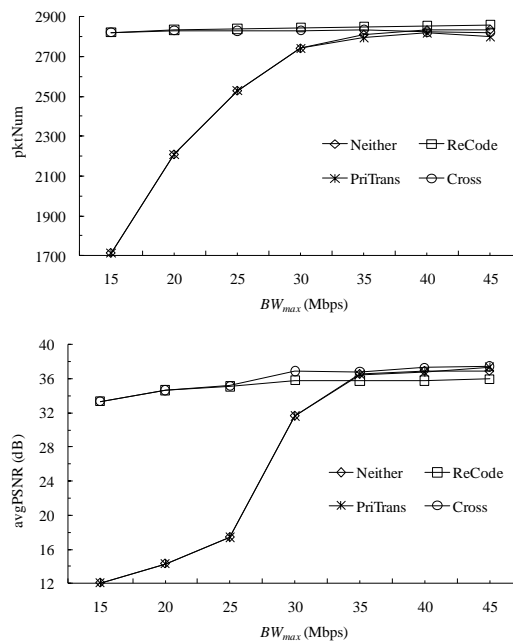 2900
2700
2500
2300
2100
1900
1700
pktNum
Neither ReCode
PriTrans Cross
15 20 25 30 35 40 45
BWmax (Mbps)
40
36
32
28
24
20
16
12
avgPSNR (dB)
Neither ReCode
PriTrans Cross
15 20 25 30 35 40 45
BWmax (Mbps)